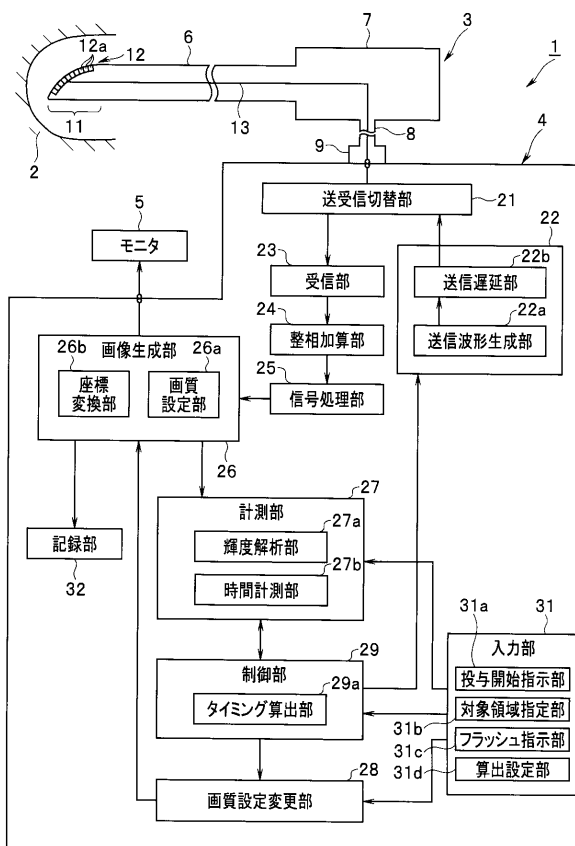 12a
12
6
7
3
1
13
11
2
8
9
4
送受信切替部
21
5
モニタ
22
23
受信部
22b
送信遅延部
24
整相加算部
22a
送信波形生成部
25
信号処理部
画像生成部
26b
座標
変換部
26a
画質
設定部
26
27
計測部
27a
輝度解析部
27b
時間計測部
記録部
32
29
制御部
29a
タイミング算出部
31a
31
入力部
投与開始指示部
対象領域指定部
31b
フラッシュ指示部
31c
算出設定部
31d
28
画質設定変更部